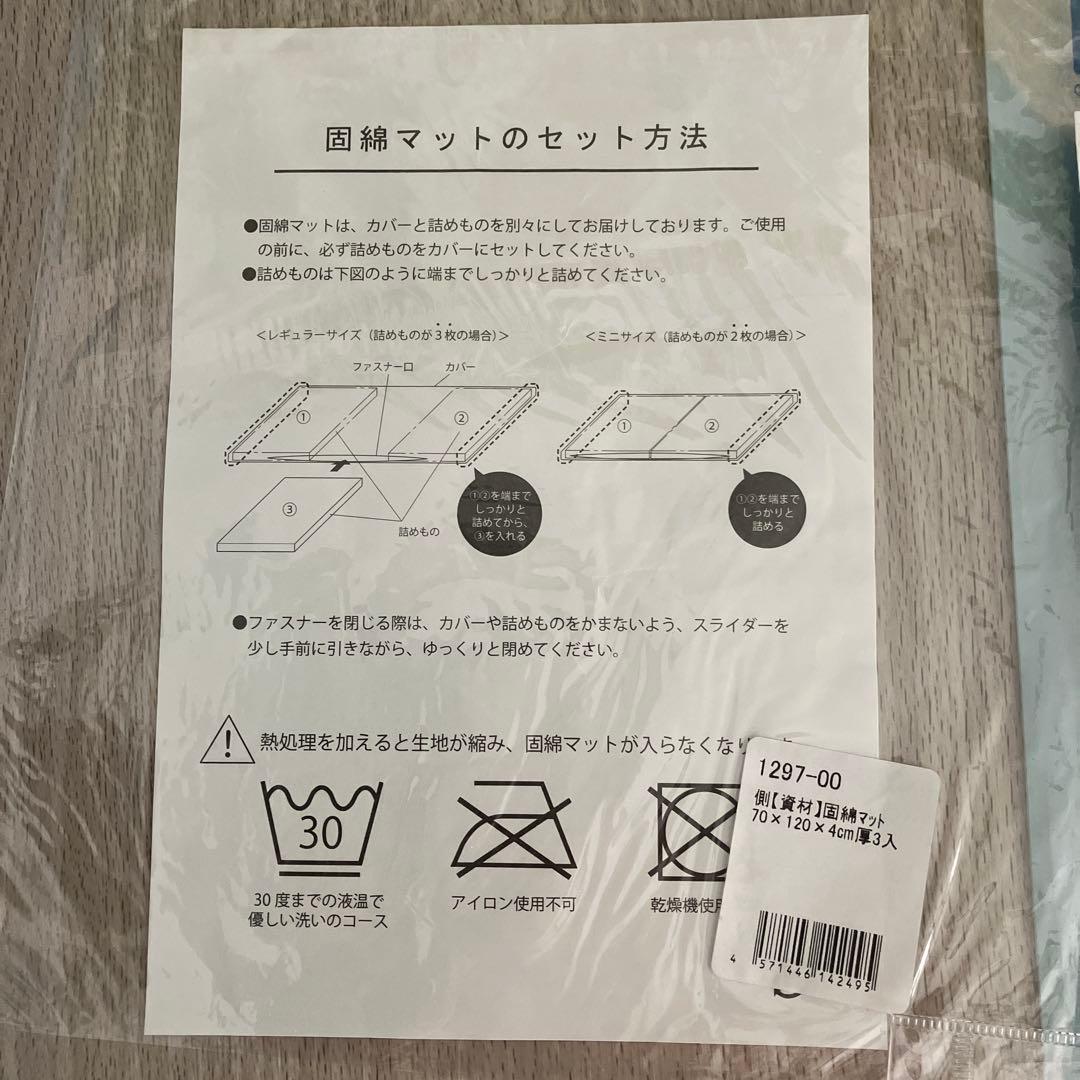 固綿マットのセット方法
●固綿マットは、カバーと詰めものを別々にしてお届けしております。ご使用
の前に、必ず詰めものをカバーにセットしてください。
●詰めものは下図のように端までしっかりと詰めてください。
＜レギュラーサイズ（詰めものが3枚の場合）＞
＜ミニサイズ（詰めものが2枚の場合）＞
ファスナー口
カバー
①
②
①
②
③
詰めもの
①②を端まで
しっかりと
詰めてから、
③を入れる
①②を端まで
しっかりと
詰める
●ファスナーを閉じる際は、カバーや詰めものをかまないよう、スライダーを
少し手前に引きながら、ゆっくりと閉めてください。
! 熱処理を加えると生地が縮み、固綿マットが入らなくな
30
30度までの液温で
優しい洗いのコース
アイロン使用不可
乾燥機使用
1297-00
側【資材】固綿マット
70×120×4cm厚3入
4 571446 142495